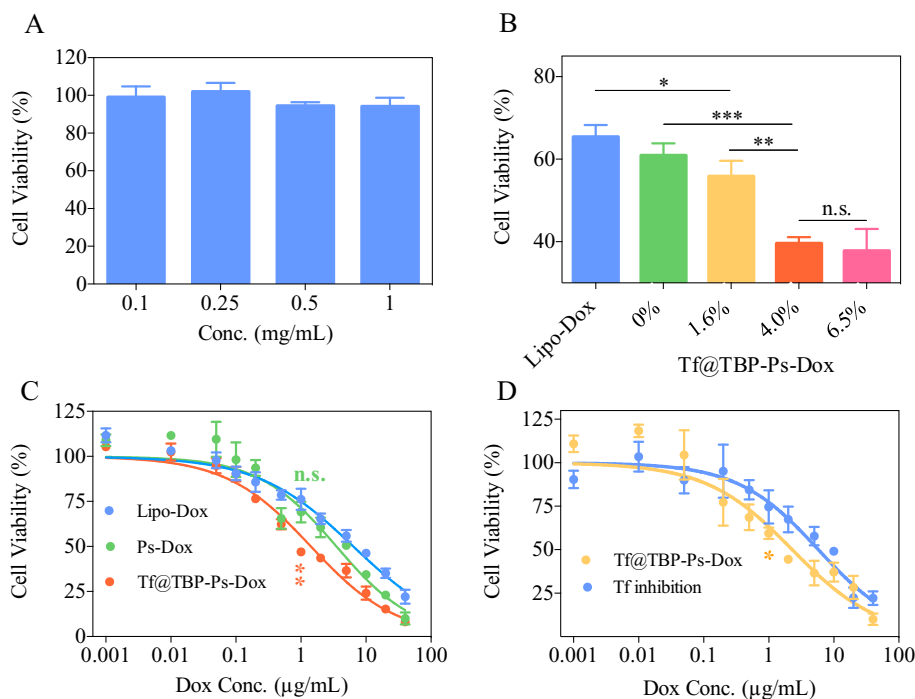 A
Cell Viability (%)
120
100
80
60
40
20
0
0.1 0.25 0.5 1
Conc. (mg/mL)
B
Cell Viability (%)
80
60
40
*
***
**
n.s.
Lipo-Dox 0% 1.6% 4.0% 6.5%
Tf@TBP-Ps-Dox
C
Cell Viability (%)
125
100
75
50
25
n.s.
Lipo-Dox
Ps-Dox
Tf@TBP-Ps-Dox
**
0.001 0.01 0.1 1 10 100
Dox Conc. (µg/mL)
D
Cell Viability (%)
125
100
75
50
25
Tf@TBP-Ps-Dox
*
Tf inhibition
0.001 0.01 0.1 1 10 100
Dox Conc. (µg/mL)